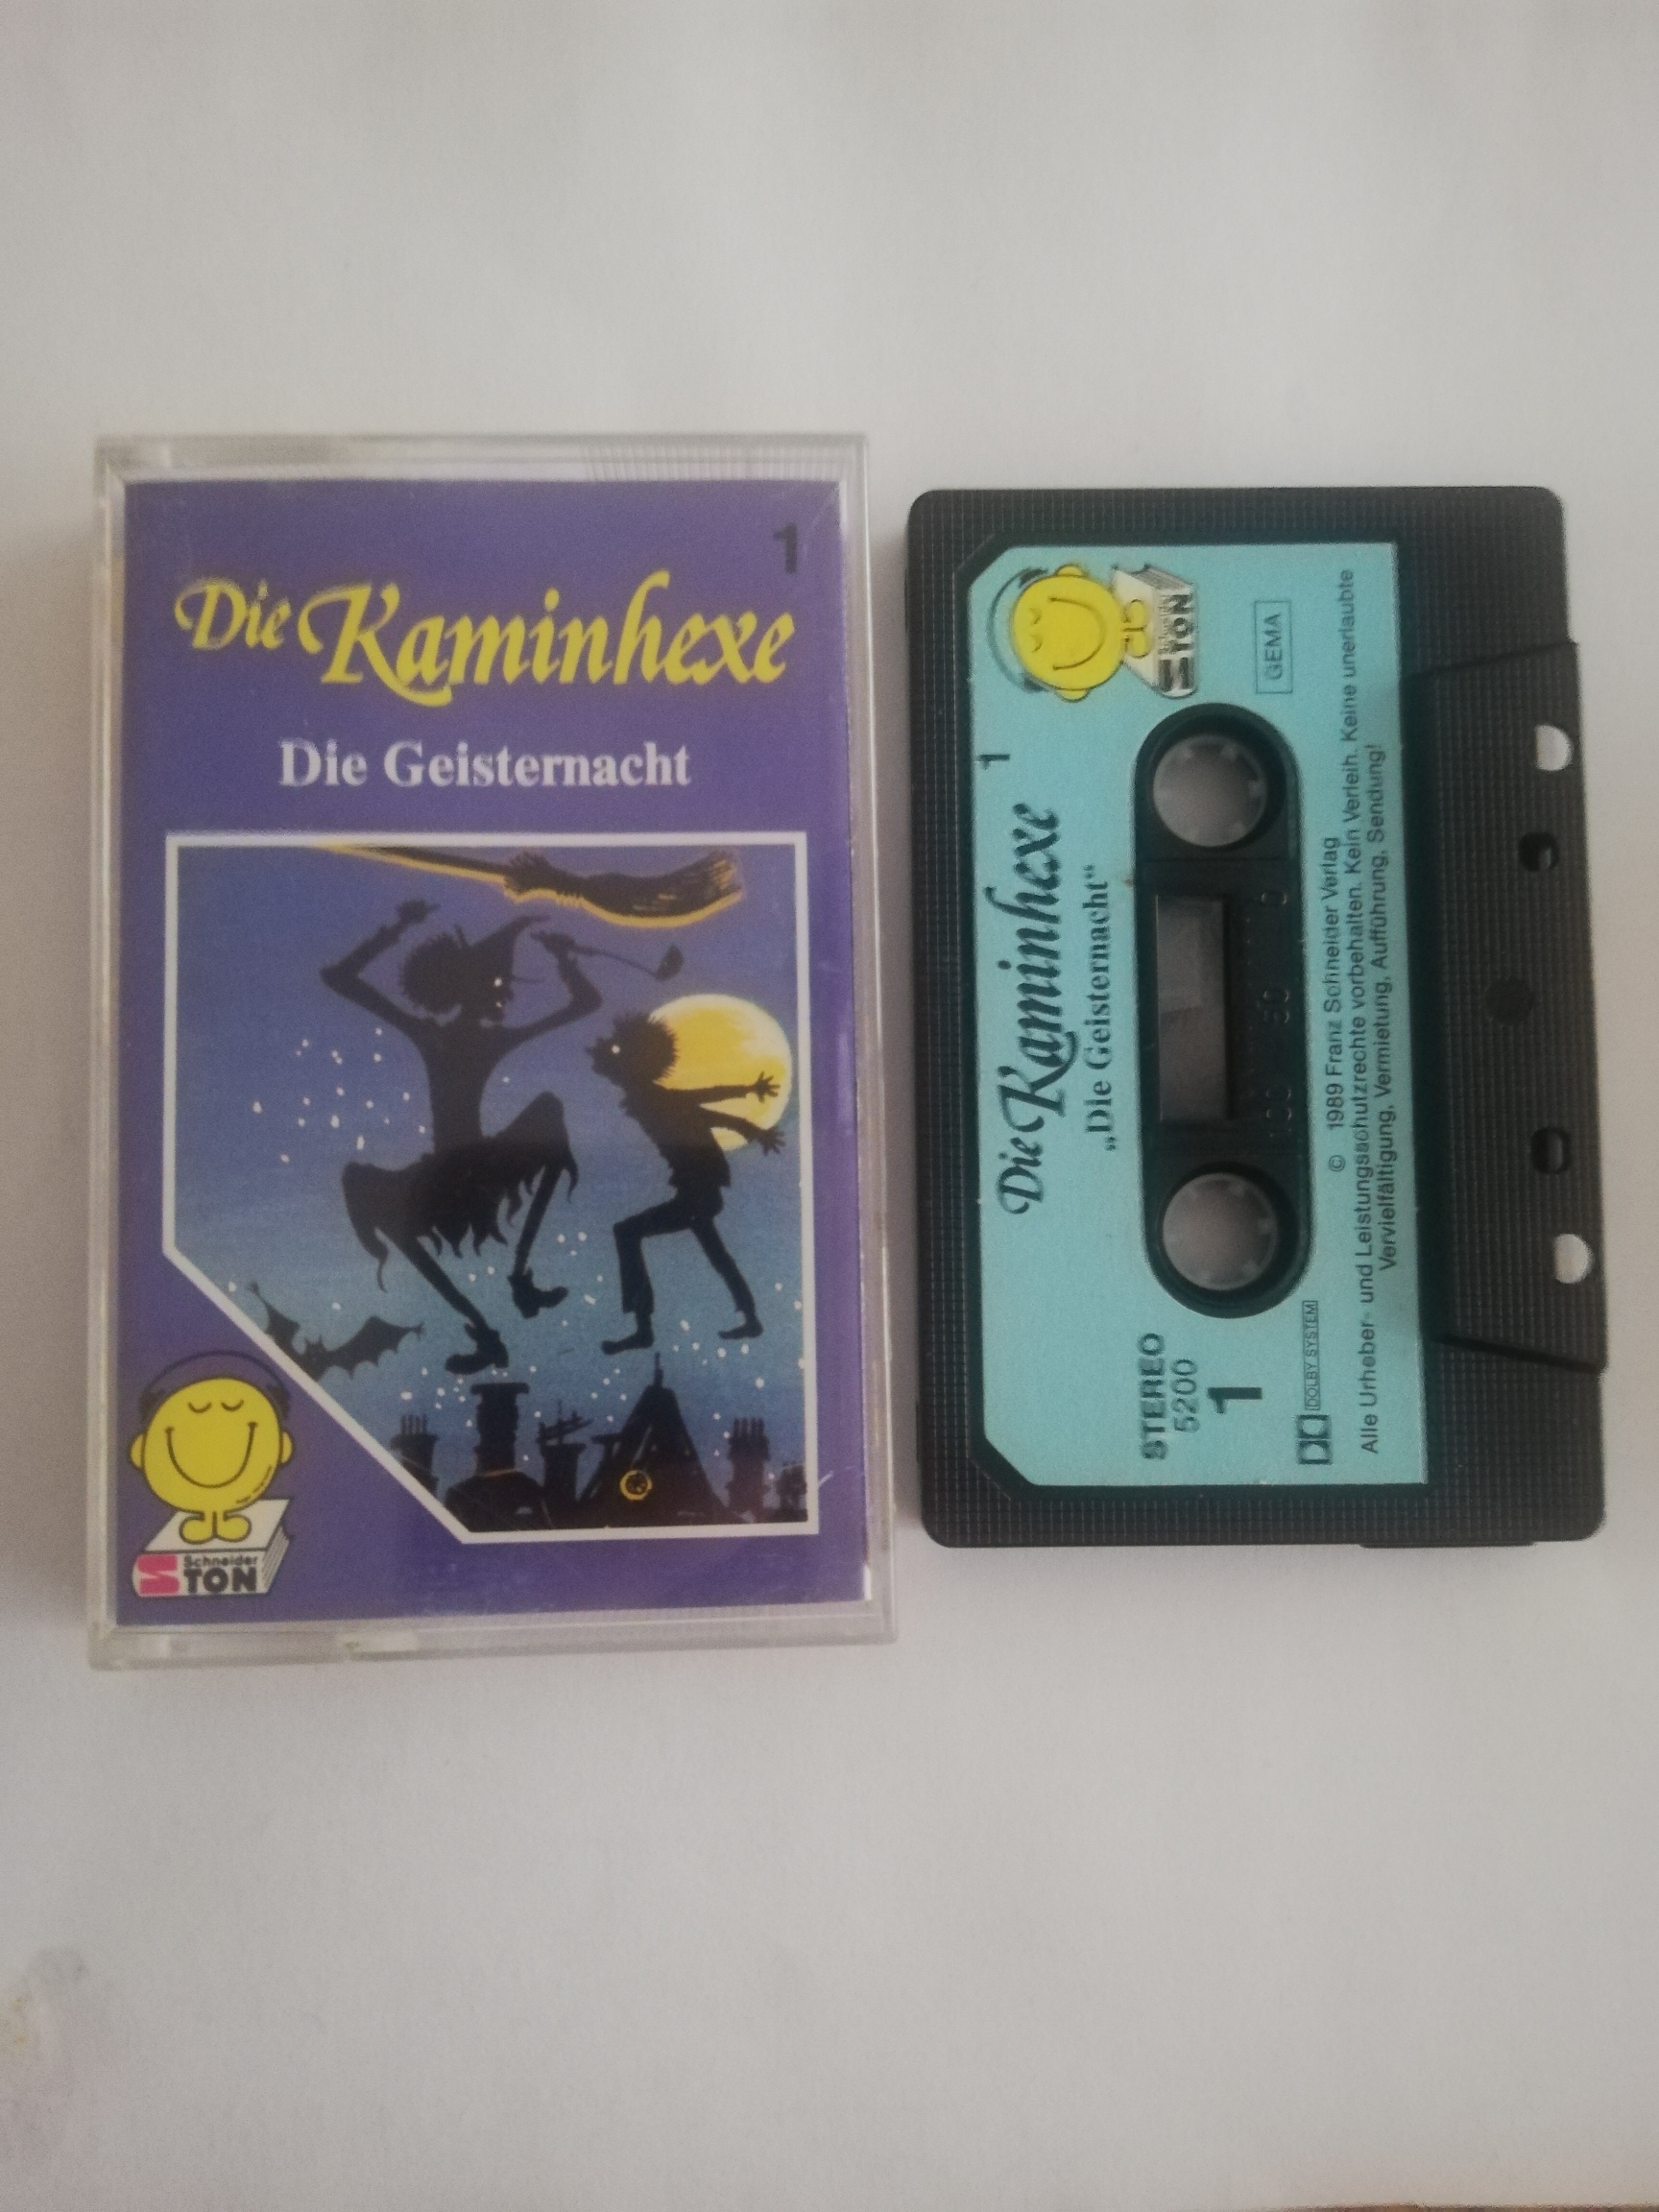 1
Die Kaminhexe
Die Geisternacht
Schneider
TON
1
Die Kaminhexe
„Die Geisternacht“
TON
STEREO
5200
1
GEMA
DOLBY SYSTEM
© 1989 Franz Schneider Verlag
Alle Urheber- und Leistungsschutzrechte vorbehalten. Kein Verleih. Keine unerlaubte
Vervielfältigung, Vermietung, Aufführung, Sendung!